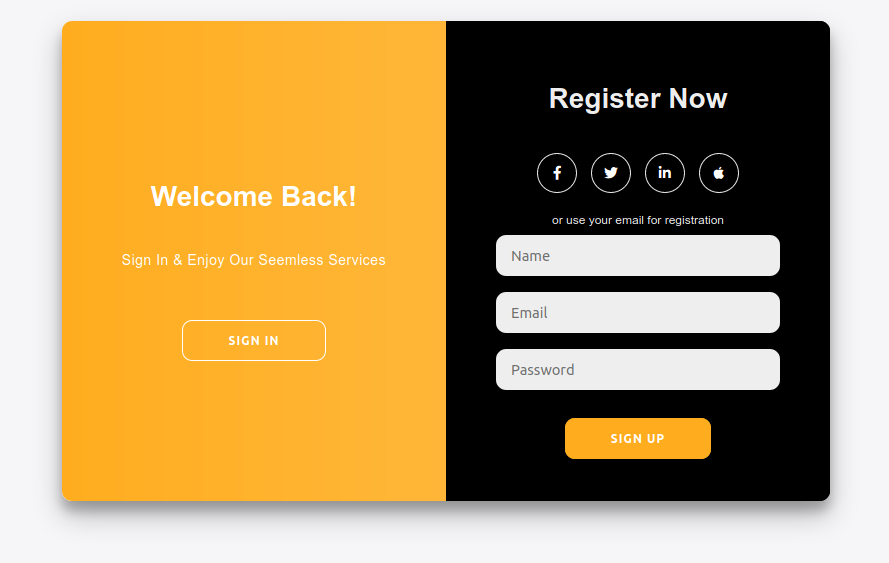 Welcome Back!
Sign In & Enjoy Our Seemless Services
SIGN IN
Register Now
or use your email for registration
Name
Email
Password
SIGN UP